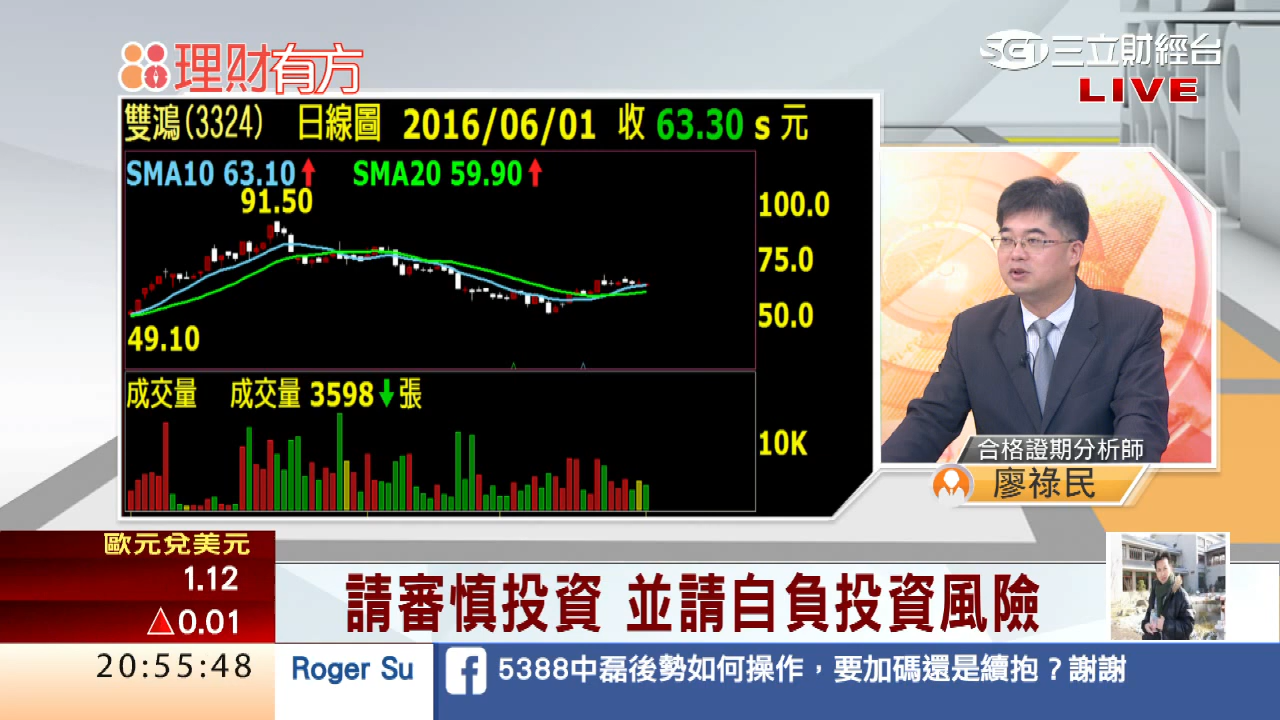 理財有方
SET三立財經台
LIVE
雙鴻(3324) 日線圖 2016/06/01 收 63.30 s 元
SMA10 63.10 SMA20 59.90
91.50
100.0
75.0
50.0
49.10
成交量 成交量 3598 張
10K
合格證期分析師
廖祿民
歐元兌美元
1.12
△0.01
請審慎投資 並請自負投資風險
20:55:48
Roger Su
f 5388中磊後勢如何操作，要加碼還是續抱？謝謝